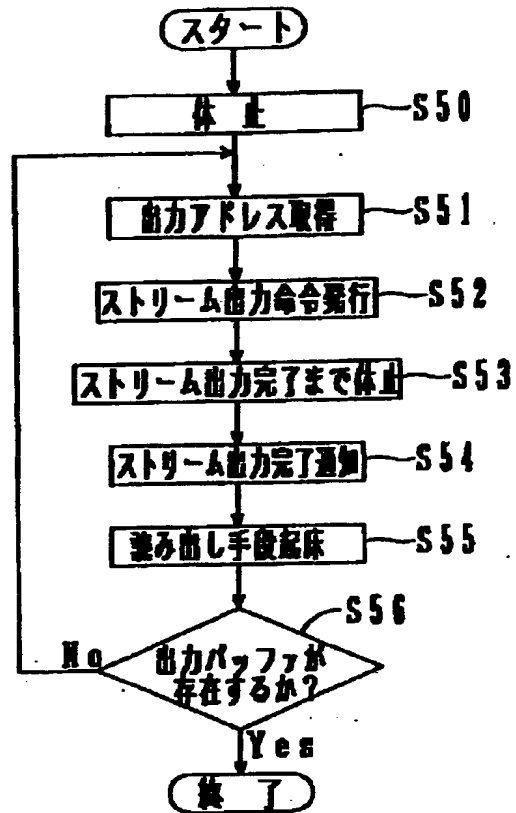 スタート
休 止
S50
出力アドレス取得
S51
ストリーム出力命令発行
S52
ストリーム出力完了まで休止
S53
ストリーム出力完了通知
S54
読み出し手段起床
S55
S56
出力バッファが
存在するか?
No
Yes
終 了